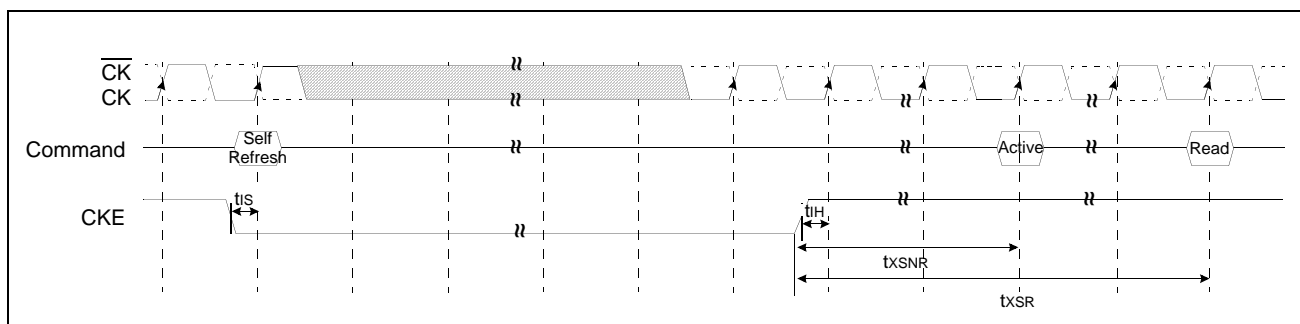 CK
CK
Command
Self
Refresh
Active
Read
CKE
tIS
tIH
tXSNR
tXSR